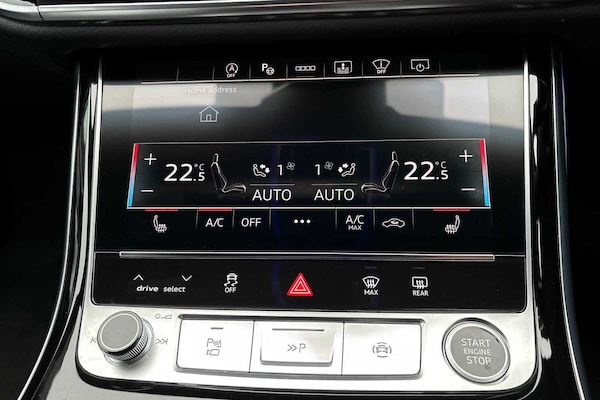 OFF P OFF
Home address
+ 22.5 °C 1 1 22.5 °C +
− AUTO AUTO −
A/C OFF ••• A/C MAX
drive select OFF MAX REAR
P P START ENGINE STOP